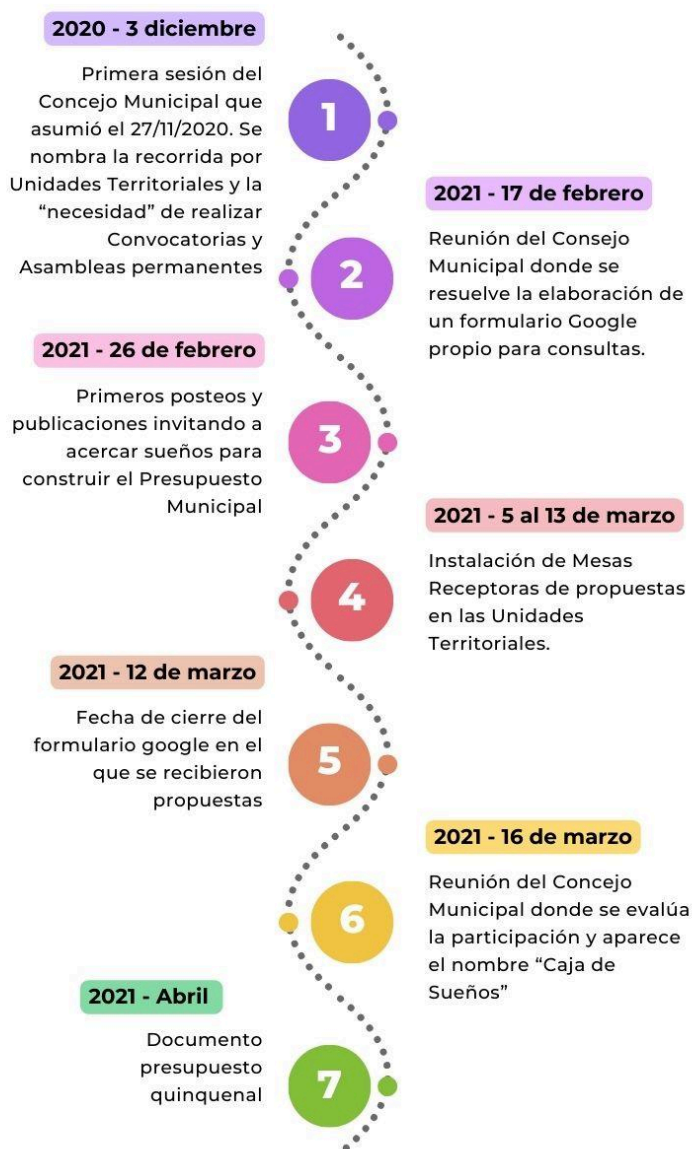 2020 - 3 diciembre
Primera sesión del
Concejo Municipal que
asumió el 27/11/2020. Se
nombra la recorrida por
Unidades Territoriales y la
“necesidad” de realizar
Convocatorias y
Asambleas permanentes
1
2021 - 17 de febrero
Reunión del Consejo
Municipal donde se
resuelve la elaboración de
un formulario Google
propio para consultas.
2
2021 - 26 de febrero
Primeros posteos y
publicaciones invitando a
acercar sueños para
construir el Presupuesto
Municipal
3
2021 - 5 al 13 de marzo
Instalación de Mesas
Receptoras de propuestas
en las Unidades
Territoriales.
4
2021 - 12 de marzo
Fecha de cierre del
formulario google en el
que se recibieron
propuestas
5
2021 - 16 de marzo
Reunión del Concejo
Municipal donde se evalúa
la participación y aparece
el nombre “Caja de
Sueños”
6
2021 - Abril
Documento
presupuesto
quinquenal
7